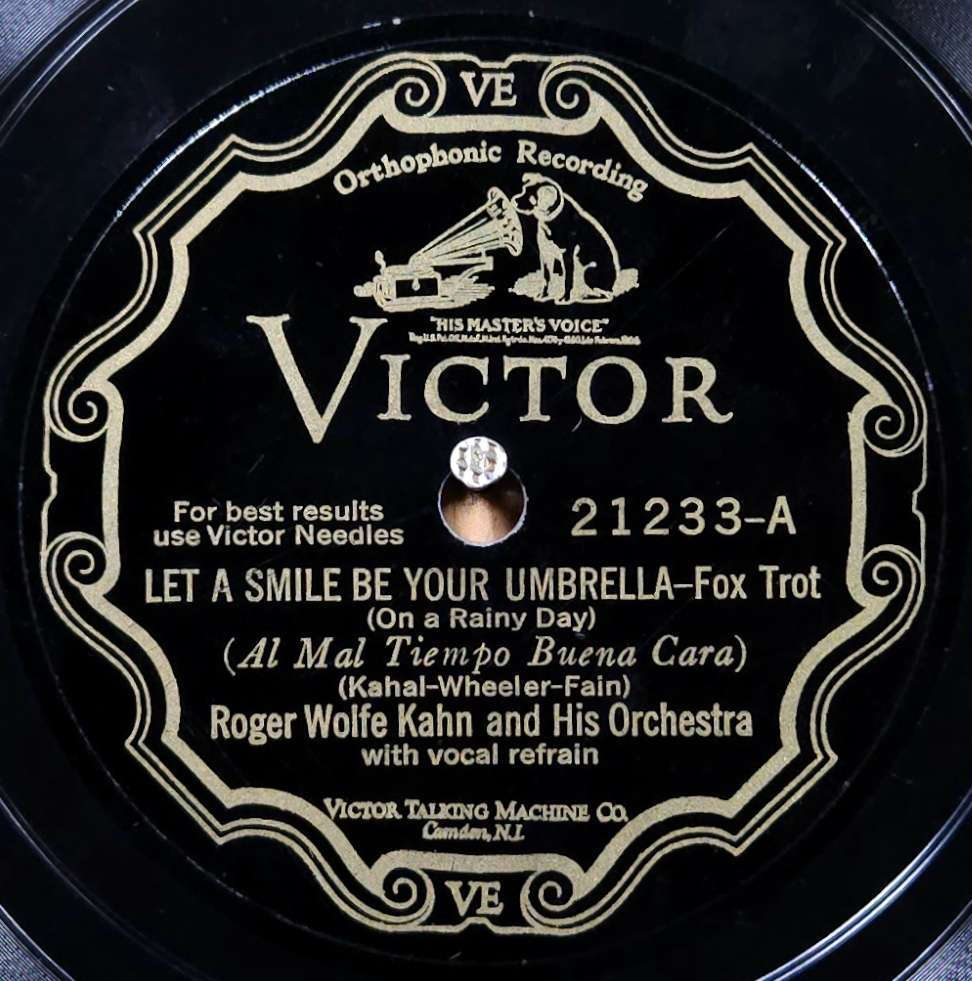 VE
Orthophonic Recording
"HIS MASTER'S VOICE"
VICTOR
For best results
use Victor Needles
21233-A
LET A SMILE BE YOUR UMBRELLA-Fox Trot
(On a Rainy Day)
(Al Mal Tiempo Buena Cara)
(Kahal-Wheeler-Fain)
Roger Wolfe Kahn and His Orchestra
with vocal refrain
VICTOR TALKING MACHINE CO.
Camden, N.J.
VE